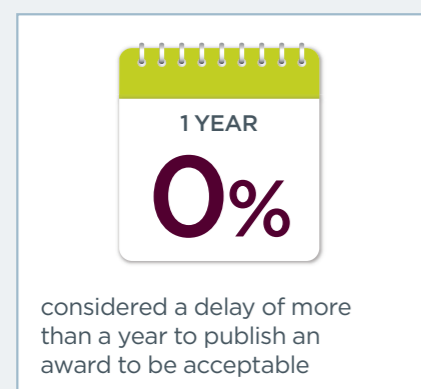 1 YEAR
0%
considered a delay of more
than a year to publish an
award to be acceptable